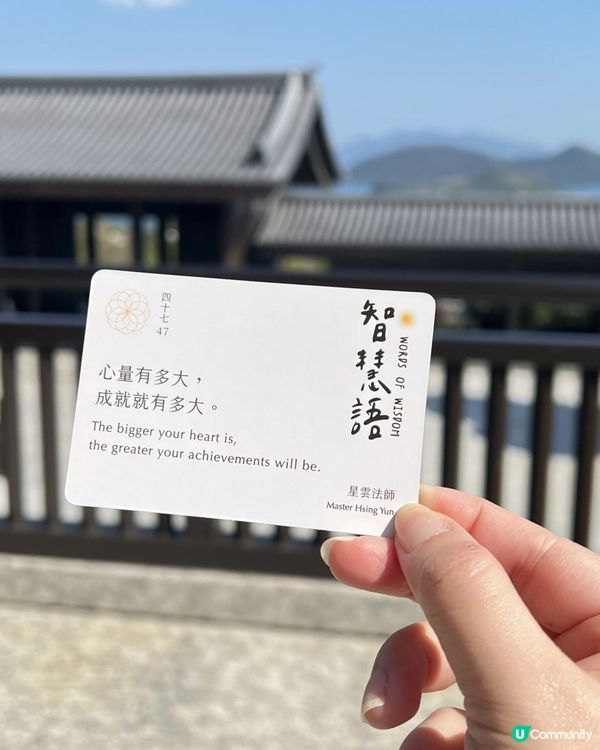 四十七
47
智慧語
WORDS OF WISDOM
心量有多大，
成就就有多大。
The bigger your heart is,
the greater your achievements will be.
星雲法師
Master Hsing Yun
U Community